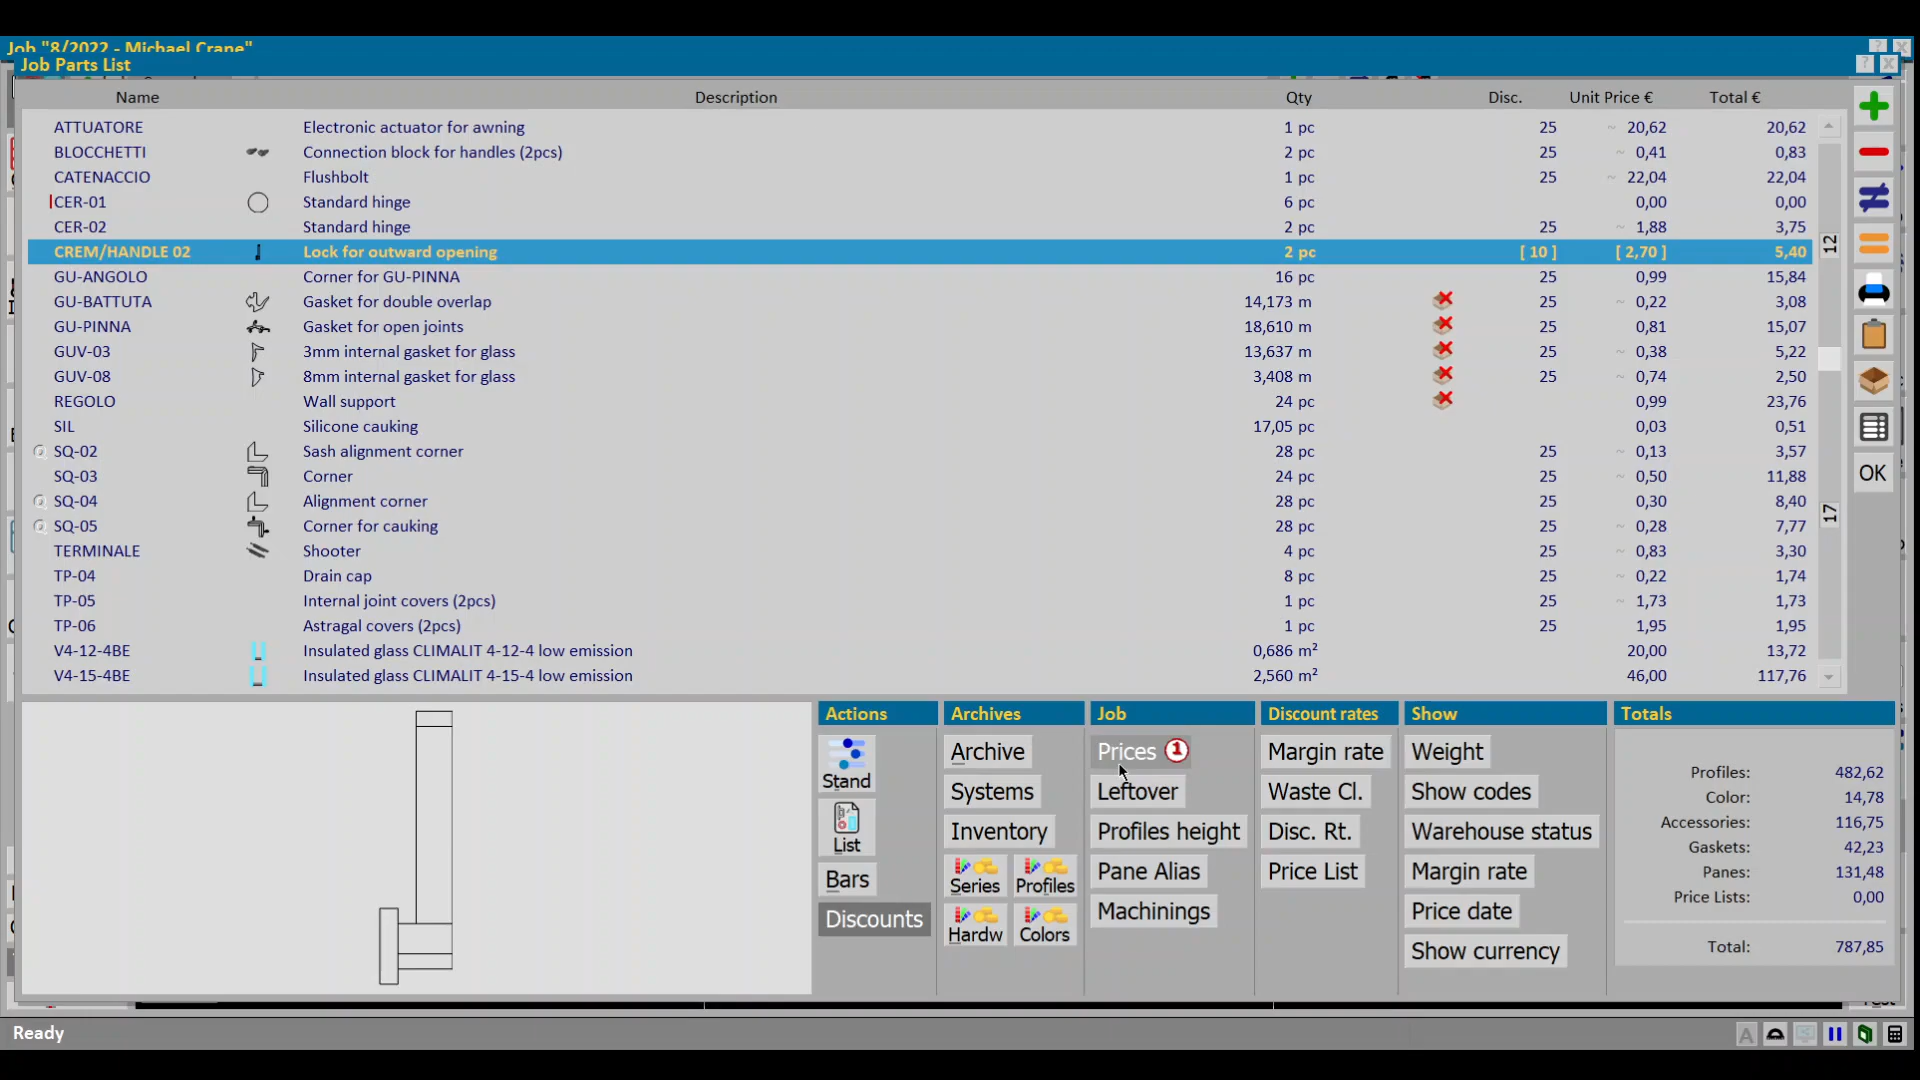 Job "8/2022 - Michael Crane"
Job Parts List
Name Description Qty Disc. Unit Price € Total €
ATTUATORE Electronic actuator for awning 1 pc 25 ~ 20,62 20,62
BLOCCHETTI Connection block for handles (2pcs) 2 pc 25 ~ 0,41 0,83
CATENACCIO Flushbolt 1 pc 25 ~ 22,04 22,04
CER-01 Standard hinge 6 pc 0,00 0,00
CER-02 Standard hinge 2 pc 25 ~ 1,88 3,75
CREM/HANDLE 02 Lock for outward opening 2 pc [ 10 ] [ 2,70 ] 5,40
GU-ANGOLO Corner for GU-PINNA 16 pc 25 ~ 0,99 15,84
GU-BATTUTA Gasket for double overlap 14,173 m 25 ~ 0,22 3,08
GU-PINNA Gasket for open joints 18,610 m 25 ~ 0,81 15,07
GUV-03 3mm internal gasket for glass 13,637 m 25 ~ 0,38 5,22
GUV-08 8mm internal gasket for glass 3,408 m 25 ~ 0,74 2,50
REGOLO Wall support 24 pc 0,99 23,76
SIL Silicone cauking 17,05 pc 0,03 0,51
SQ-02 Sash alignment corner 28 pc 25 ~ 0,13 3,57
SQ-03 Corner 24 pc 25 ~ 0,50 11,88
SQ-04 Alignment corner 28 pc 25 ~ 0,30 8,40
SQ-05 Corner for cauking 28 pc 25 ~ 0,28 7,77
TERMINALE Shooter 4 pc 25 ~ 0,83 3,30
TP-04 Drain cap 8 pc 25 ~ 0,22 1,74
TP-05 Internal joint covers (2pcs) 1 pc 25 ~ 1,73 1,73
TP-06 Astragal covers (2pcs) 1 pc 25 1,95 1,95
V4-12-4BE Insulated glass CLIMALIT 4-12-4 low emission 0,686 m² 20,00 13,72
V4-15-4BE Insulated glass CLIMALIT 4-15-4 low emission 2,560 m² 46,00 117,76
12
17
OK
Actions
Stand
List
Bars
Discounts
Archives
Archive
Systems
Inventory
Series Profiles
Hardw Colors
Job
Prices 1
Leftover
Profiles height
Pane Alias
Machinings
Discount rates
Margin rate
Waste Cl.
Disc. Rt.
Price List
Show
Weight
Show codes
Warehouse status
Margin rate
Price date
Show currency
Totals
Profiles: 482,62
Color: 14,78
Accessories: 116,75
Gaskets: 42,23
Panes: 131,48
Price Lists: 0,00
Total: 787,85
Ready
A